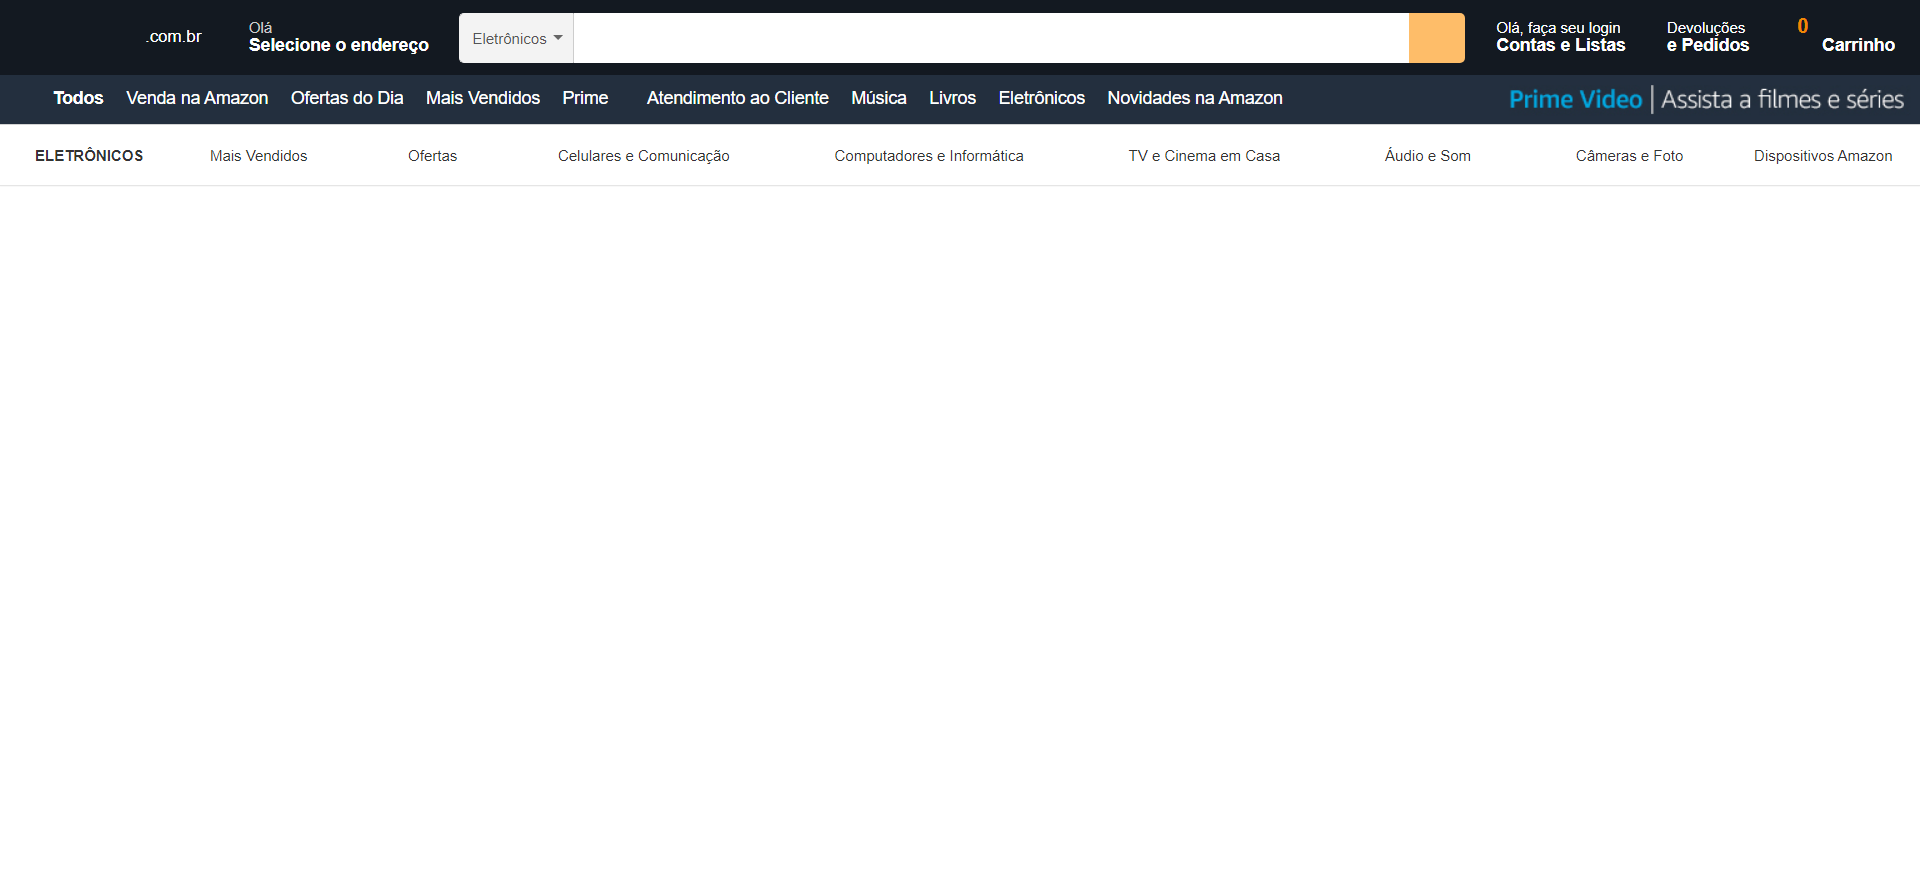 .com.br
Olá
Selecione o endereço
Eletrônicos
Olá, faça seu login
Contas e Listas
Devoluções
e Pedidos
0
Carrinho
Todos
Venda na Amazon
Ofertas do Dia
Mais Vendidos
Prime
Atendimento ao Cliente
Música
Livros
Eletrônicos
Novidades na Amazon
Prime Video | Assista a filmes e séries
ELETRÔNICOS
Mais Vendidos
Ofertas
Celulares e Comunicação
Computadores e Informática
TV e Cinema em Casa
Áudio e Som
Câmeras e Foto
Dispositivos Amazon